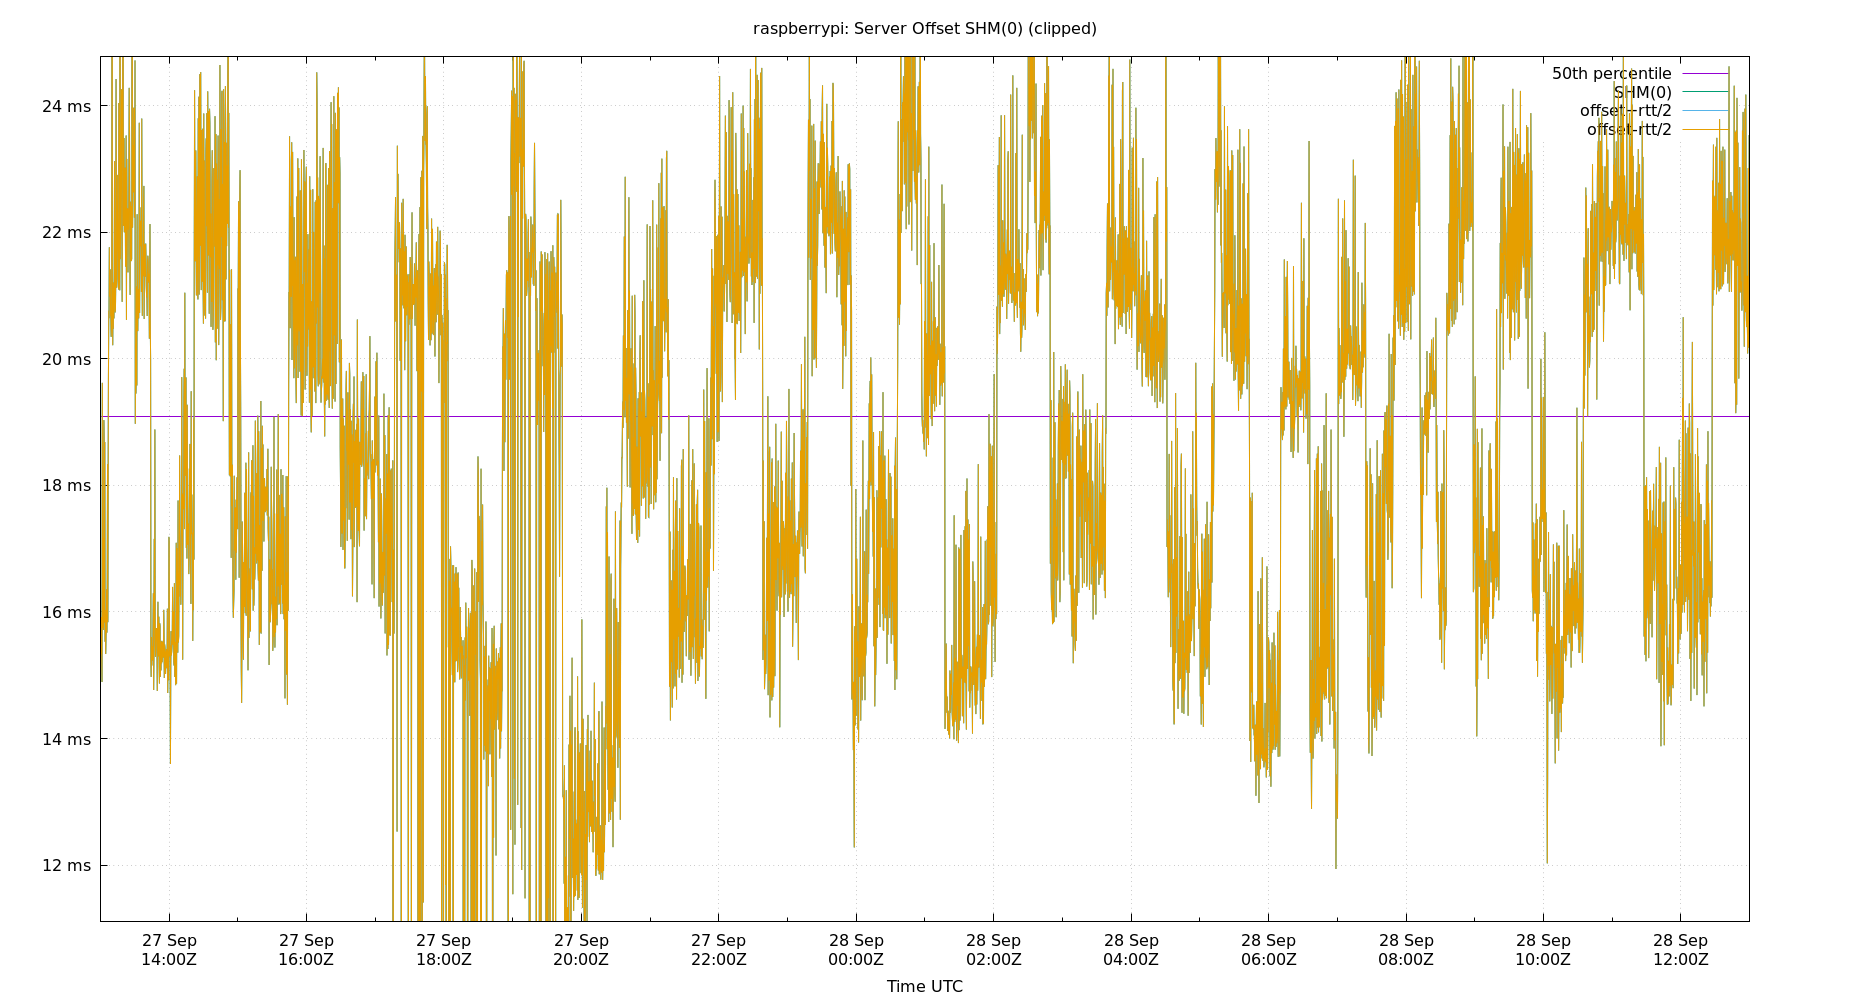 raspberrypi: Server Offset SHM(0) (clipped)
50th percentile
SHM(0)
offset+rtt/2
offset-rtt/2
24 ms
22 ms
20 ms
18 ms
16 ms
14 ms
12 ms
27 Sep 27 Sep 27 Sep 27 Sep 27 Sep 28 Sep 28 Sep 28 Sep 28 Sep 28 Sep 28 Sep 28 Sep
14:00Z 16:00Z 18:00Z 20:00Z 22:00Z 00:00Z 02:00Z 04:00Z 06:00Z 08:00Z 10:00Z 12:00Z
Time UTC